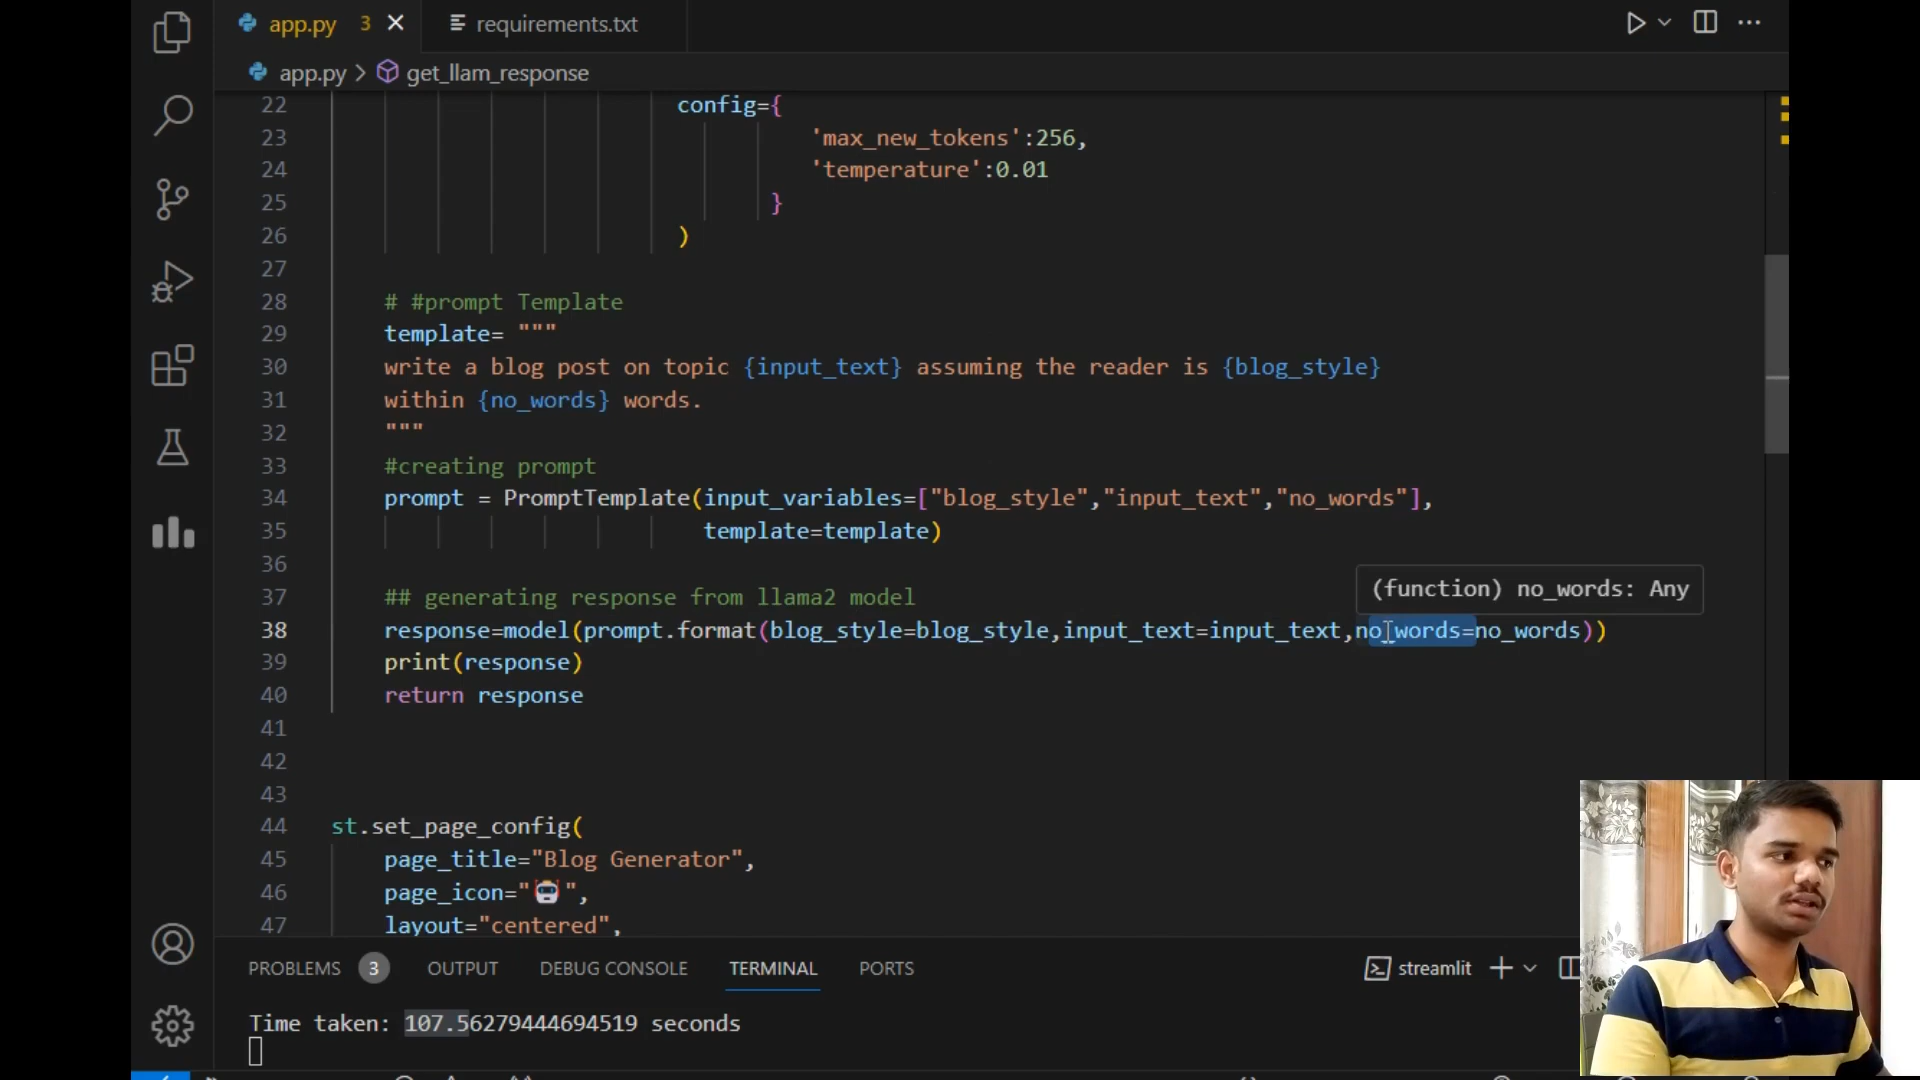 app.py 3
requirements.txt
app.py > get_llam_response
22 config={
23 'max_new_tokens':256,
24 'temperature':0.01
25 }
26 )
27
28 # #prompt Template
29 template= """
30 write a blog post on topic {input_text} assuming the reader is {blog_style}
31 within {no_words} words.
32 """
33 #creating prompt
34 prompt = PromptTemplate(input_variables=["blog_style","input_text","no_words"],
35 template=template)
36
(function) no_words: Any
37 ## generating response from llama2 model
38 response=model(prompt.format(blog_style=blog_style,input_text=input_text,no_words=no_words))
39 print(response)
40 return response
41
42
43
44 st.set_page_config(
45 page_title="Blog Generator",
46 page_icon="🤖",
47 layout="centered",
PROBLEMS 3 OUTPUT DEBUG CONSOLE TERMINAL PORTS streamlit
Time taken: 107.56279444694519 seconds